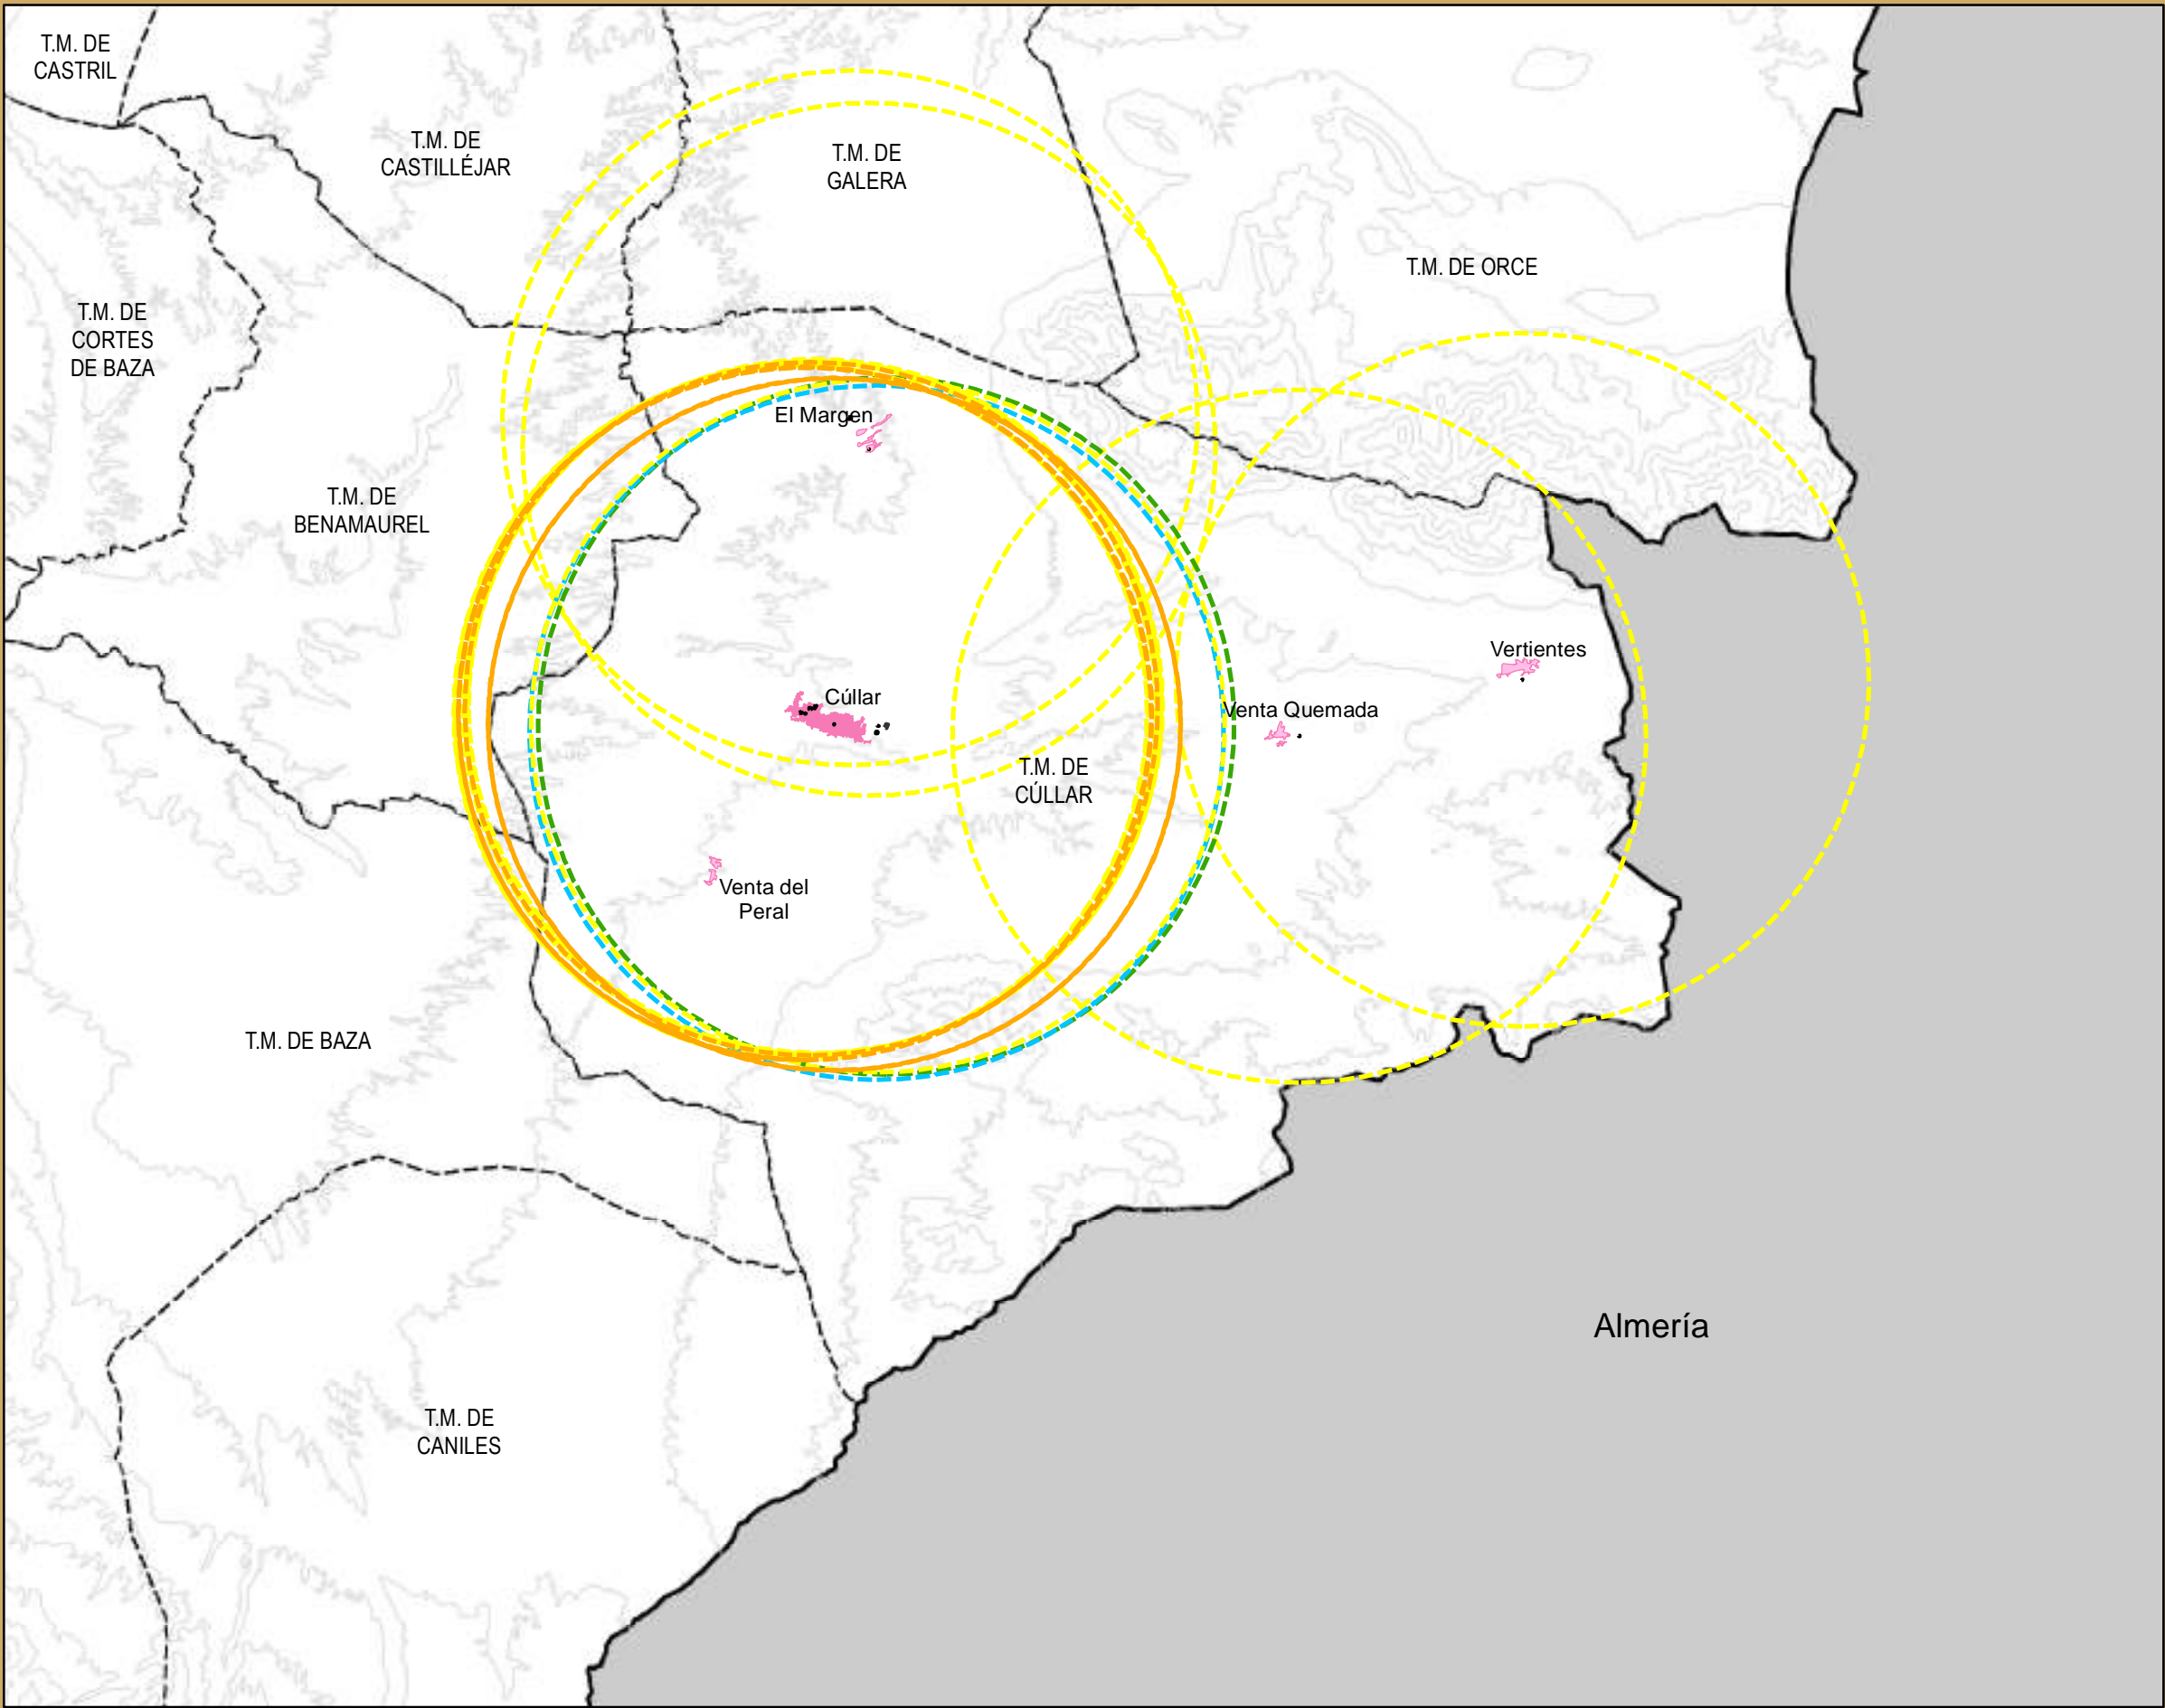 T.M. DE
CASTRIL
T.M. DE
CASTILLÉJAR
T.M. DE
GALERA
T.M. DE ORCE
T.M. DE
CORTES
DE BAZA
El Margen
T.M. DE
BENAMAUREL
Vertientes
Cúllar
Venta Quemada
T.M. DE
CÚLLAR
Venta del
Peral
T.M. DE BAZA
Almería
T.M. DE
CANILES